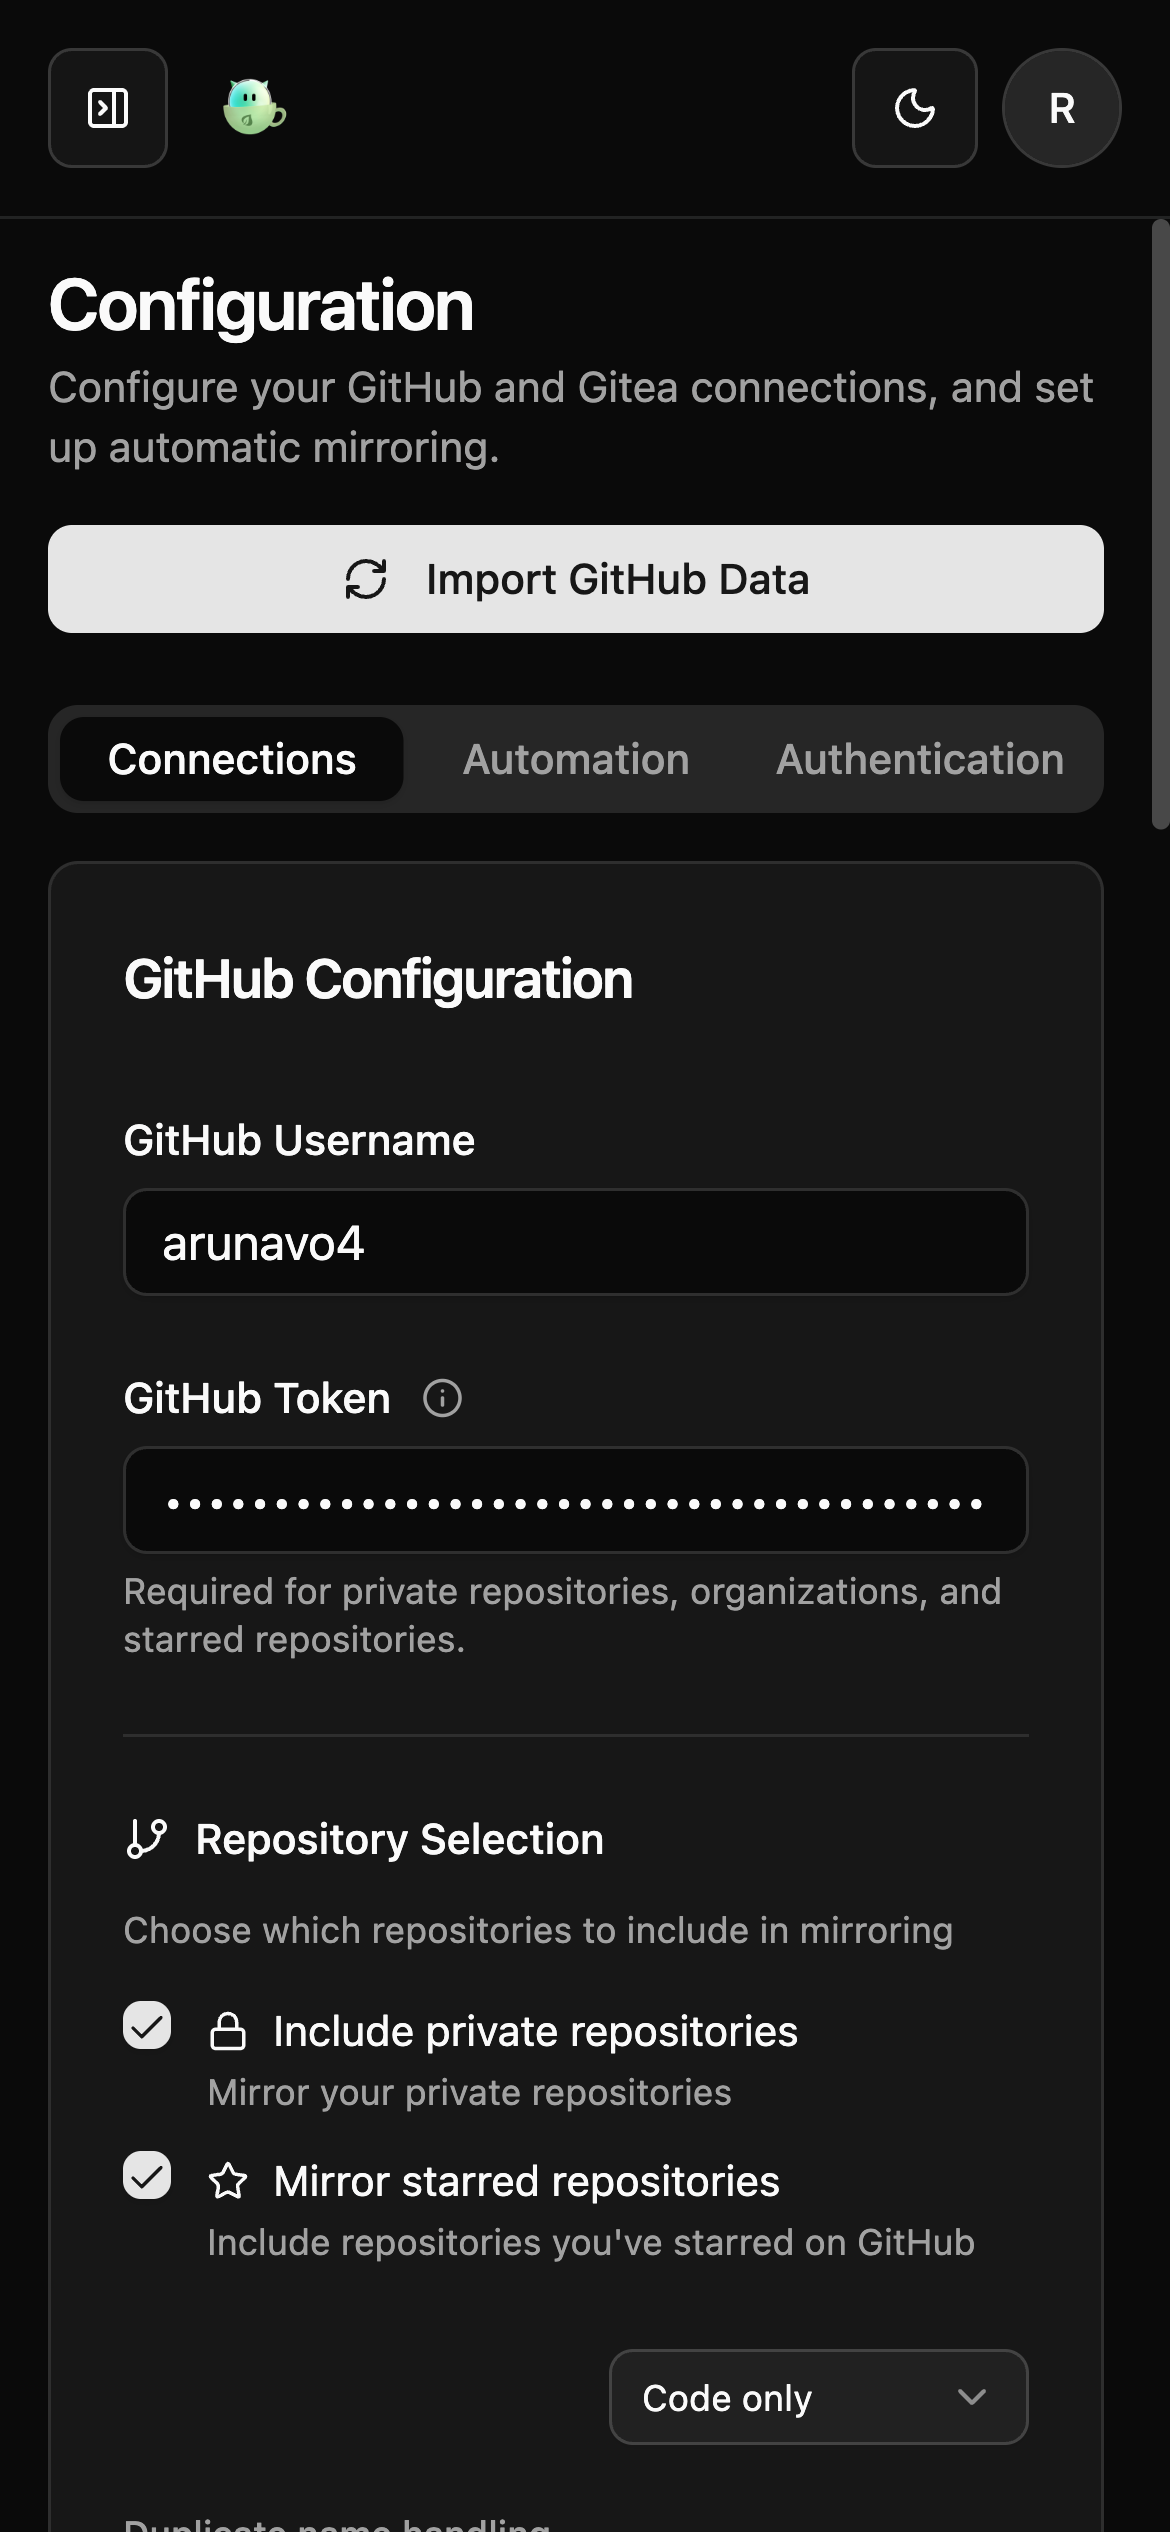 R
Configuration
Configure your GitHub and Gitea connections, and set
up automatic mirroring.
Import GitHub Data
Connections Automation Authentication
GitHub Configuration
GitHub Username
arunavo4
GitHub Token
••••••••••••••••••••••••••••••••••••••
Required for private repositories, organizations, and
starred repositories.
Repository Selection
Choose which repositories to include in mirroring
Include private repositories
Mirror your private repositories
Mirror starred repositories
Include repositories you've starred on GitHub
Code only
Duplicate name handling